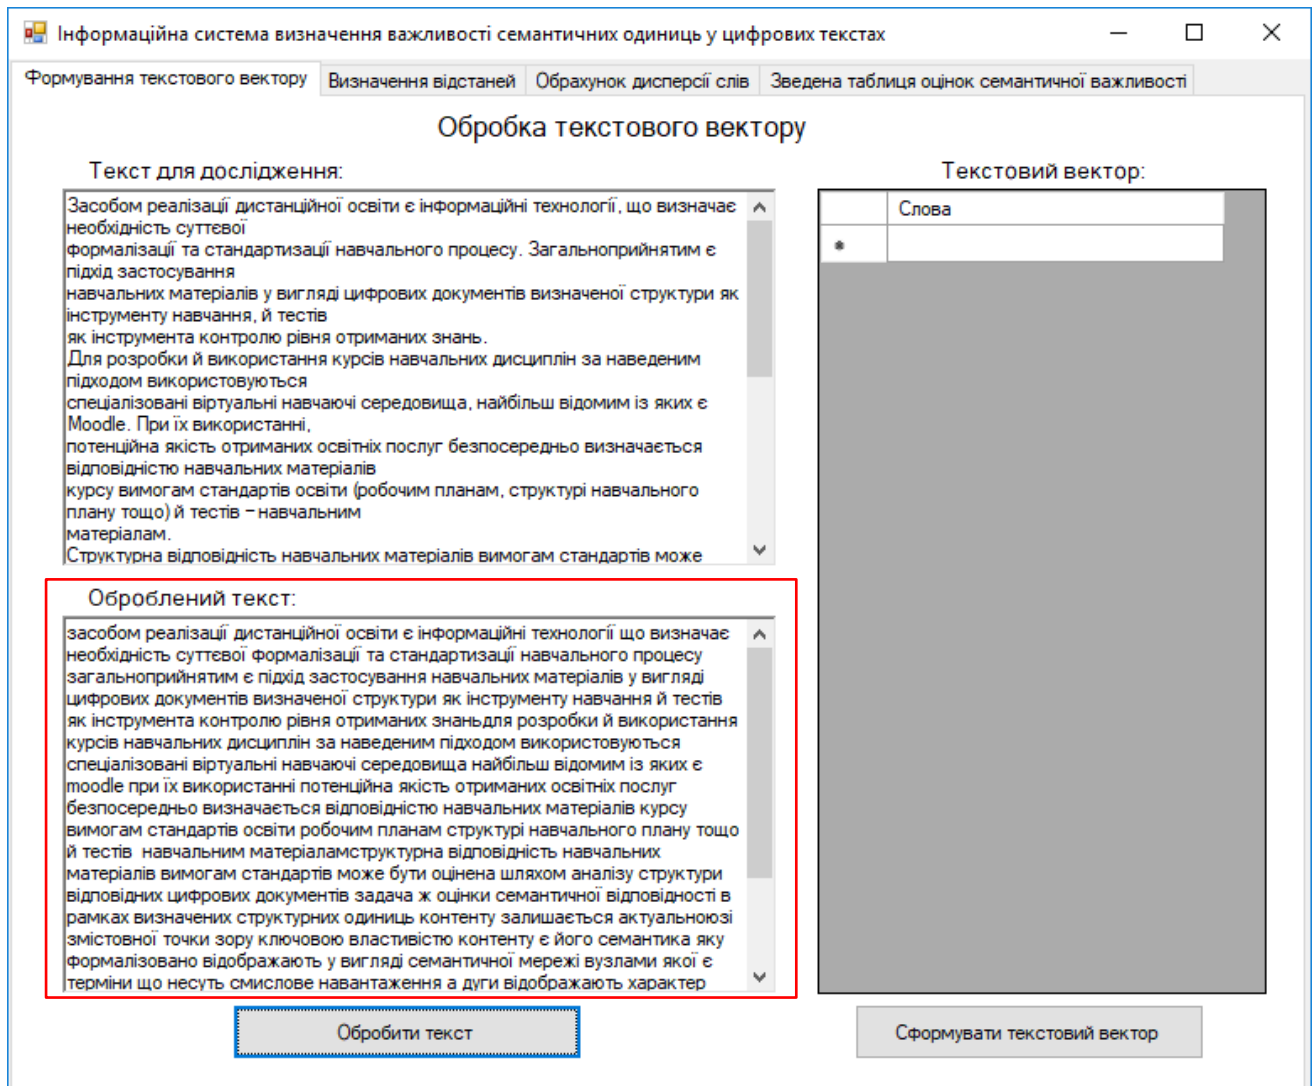 Інформаційна система визначення важливості семантичних одиниць у цифрових текстах
Формування текстового вектору
Визначення відстаней
Обрахунок дисперсії слів
Зведена таблиця оцінок семантичної важливості
Обробка текстового вектору
Текст для дослідження:
Засобом реалізації дистанційної освіти є інформаційні технології, що визначає
необхідність суттєвої
формалізації та стандартизації навчального процесу. Загальноприйнятим є
підхід застосування
навчальних матеріалів у вигляді цифрових документів визначеної структури як
інструменту навчання, й тестів
як інструмента контролю рівня отриманих знань.
Для розробки й використання курсів навчальних дисциплін за наведеним
підходом використовуються
спеціалізовані віртуальні навчаючі середовища, найбільш відомим із яких є
Moodle. При їх використанні,
потенційна якість отриманих освітніх послуг безпосередньо визначається
відповідністю навчальних матеріалів
курсу вимогам стандартів освіти (робочим планам, структурі навчального
плану тощо) й тестів – навчальним
матеріалам.
Структурна відповідність навчальних матеріалів вимогам стандартів може
Оброблений текст:
засобом реалізації дистанційної освіти є інформаційні технології що визначає
необхідність суттєвої формалізації та стандартизації навчального процесу
загальноприйнятим є підхід застосування навчальних матеріалів у вигляді
цифрових документів визначеної структури як інструменту навчання й тестів
як інструмента контролю рівня отриманих знаньдля розробки й використання
курсів навчальних дисциплін за наведеним підходом використовуються
спеціалізовані віртуальні навчаючі середовища найбільш відомим із яких є
moodle при їх використанні потенційна якість отриманих освітніх послуг
безпосередньо визначається відповідністю навчальних матеріалів курсу
вимогам стандартів освіти робочим планам структурі навчального плану тощо
й тестів  навчальним матеріаламструктурна відповідність навчальних
матеріалів вимогам стандартів може бути оцінена шляхом аналізу структури
відповідних цифрових документів задача ж оцінки семантичної відповідності в
рамках визначених структурних одиниць контенту залишається актуальноюзі
змістовної точки зору ключовою властивістю контенту є його семантика яку
формалізовано відображають у вигляді семантичної мережі вузлами якої є
терміни що несуть смислове навантаження а дуги відображають характер
Обробити текст
Текстовий вектор:
Слова
Сформувати текстовий вектор